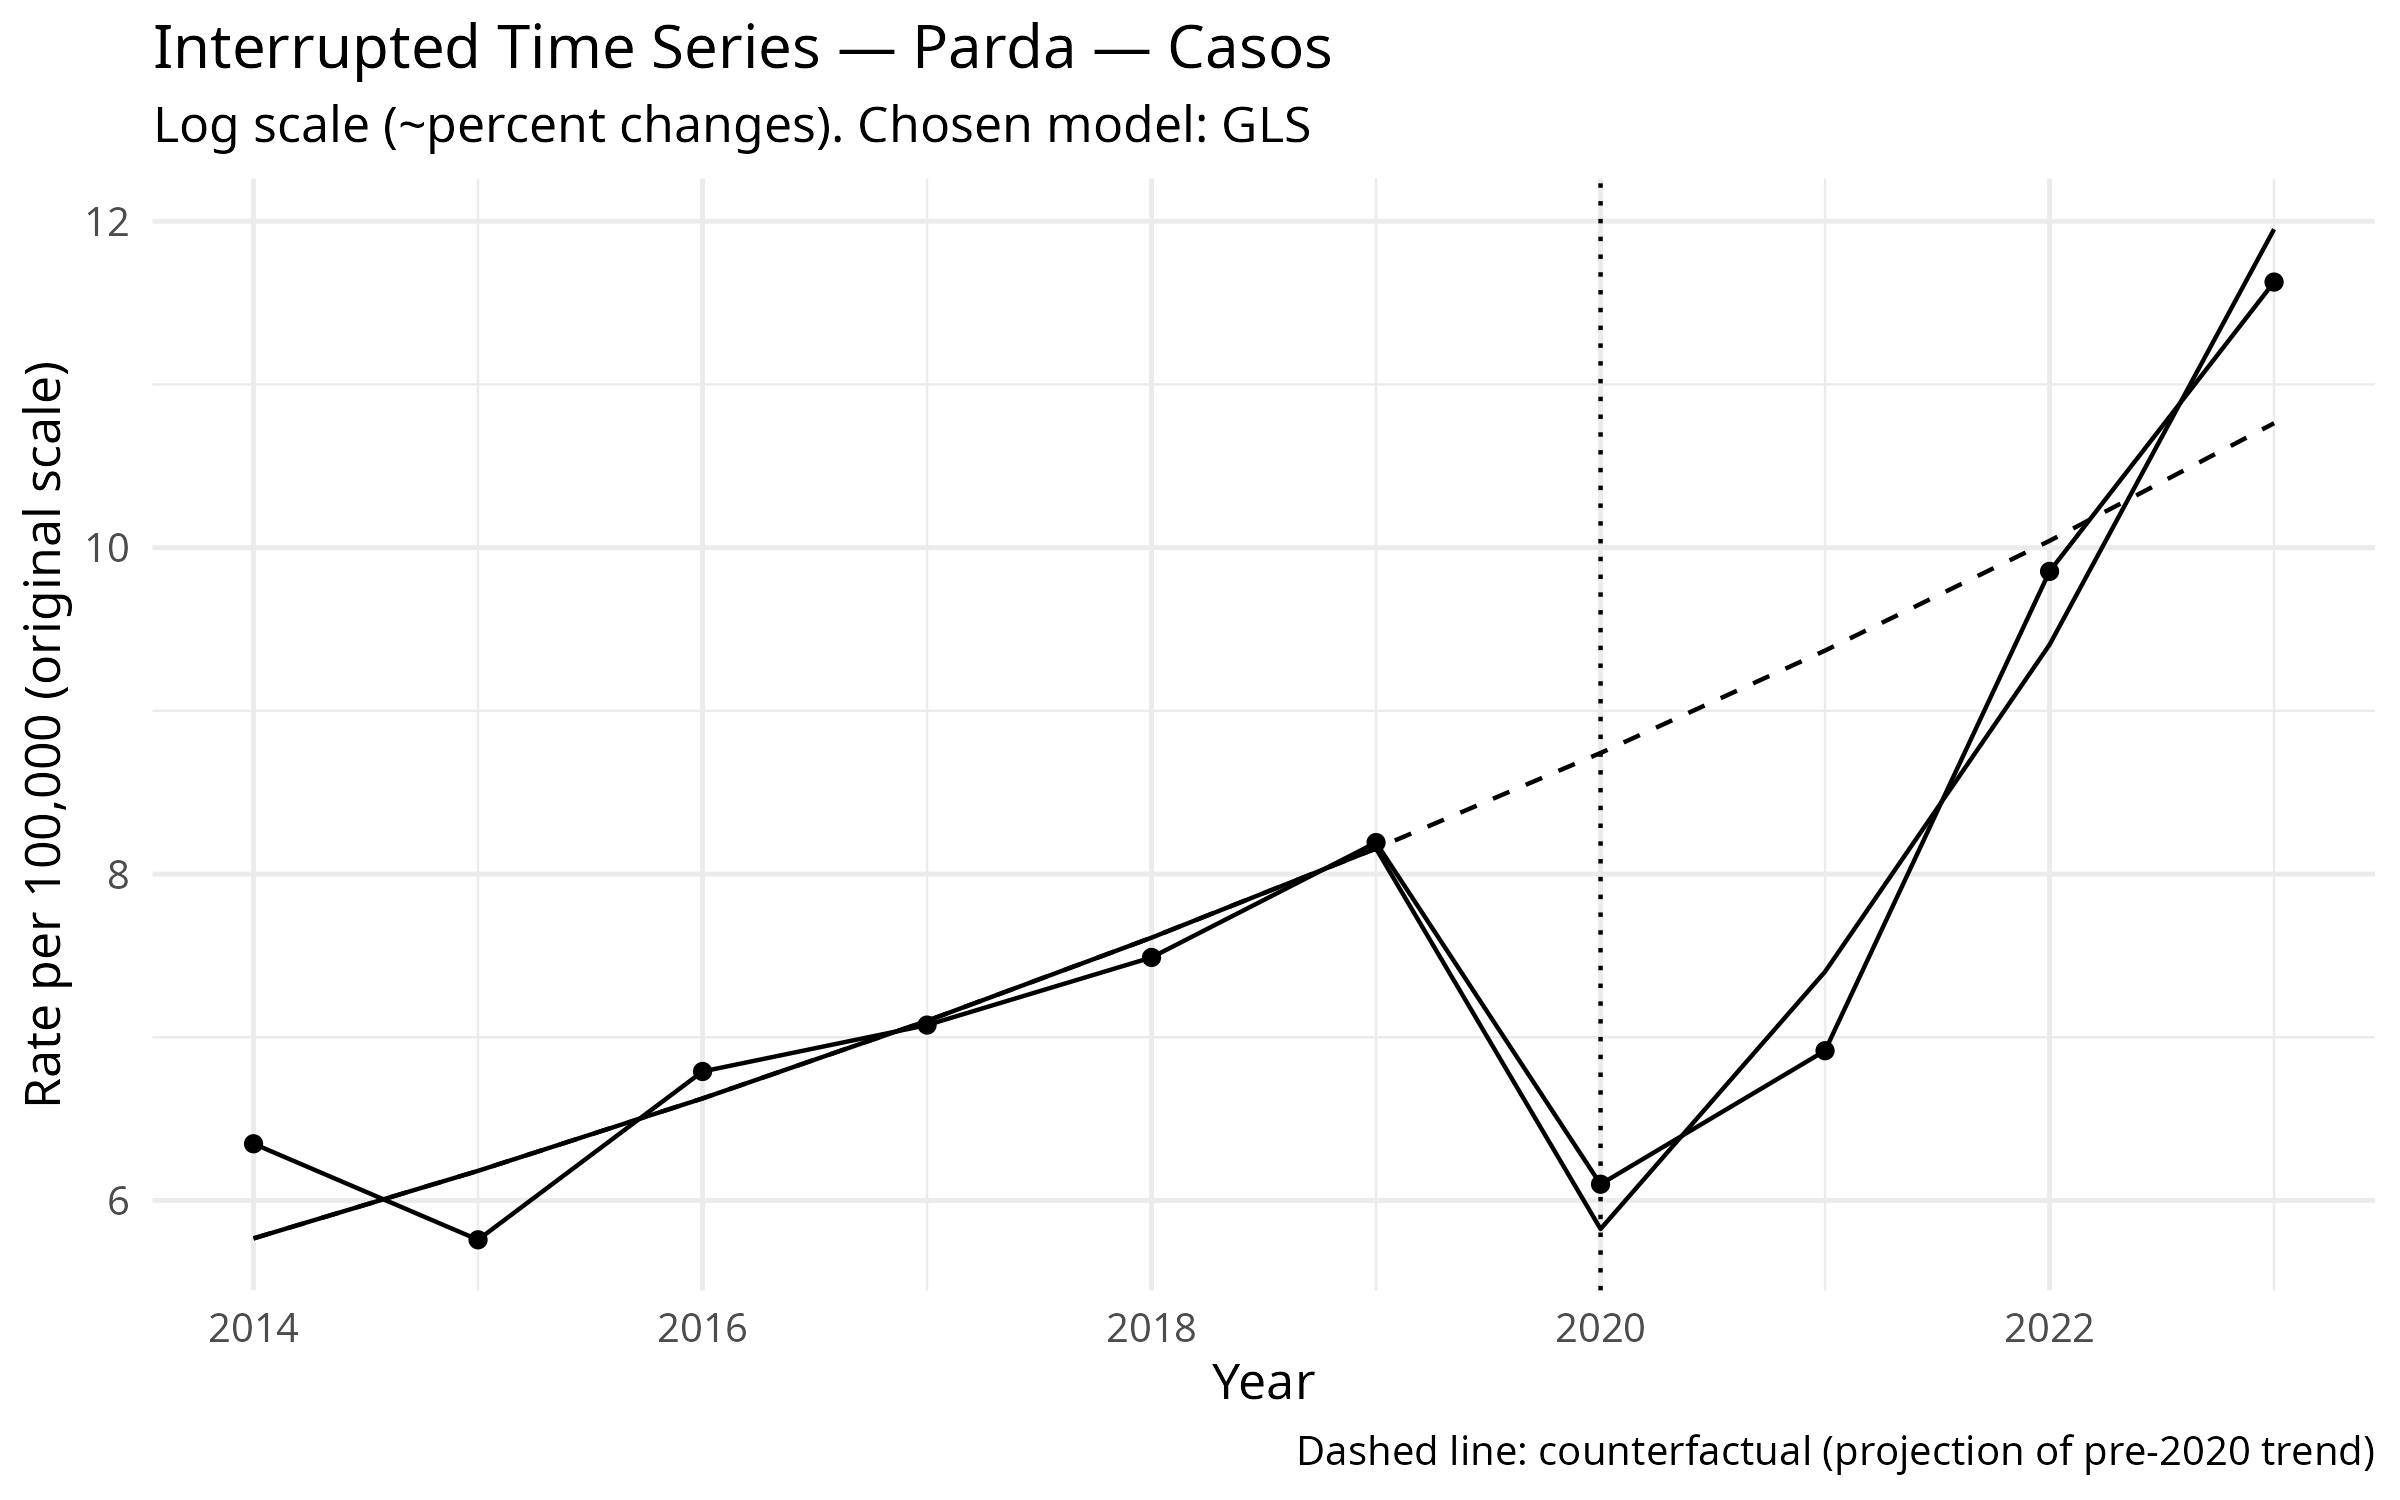 Interrupted Time Series — Parda — Casos
Log scale (~percent changes). Chosen model: GLS
Rate per 100,000 (original scale)
12
10
8
6
2014
2016
2018
2020
2022
Year
Dashed line: counterfactual (projection of pre-2020 trend)